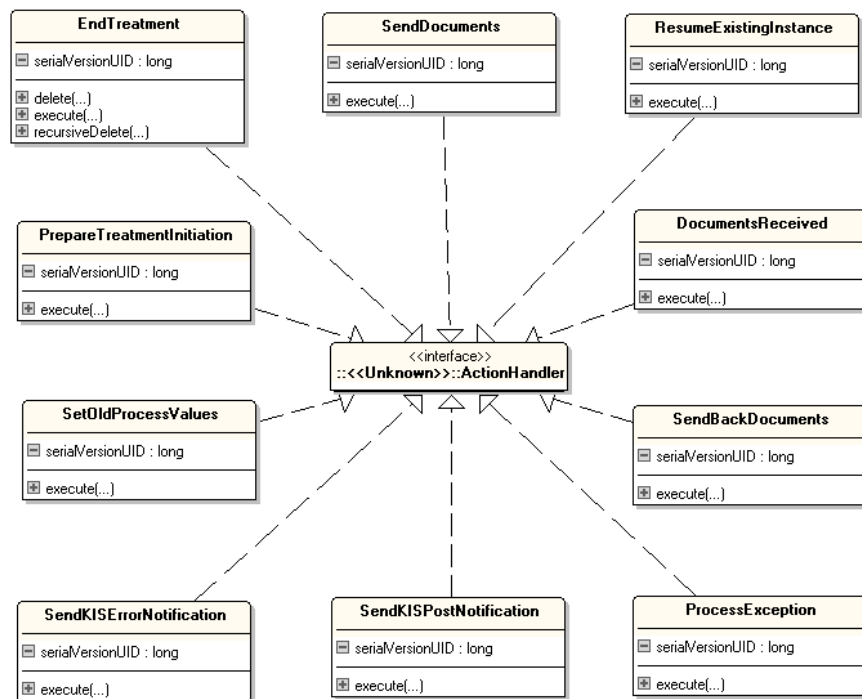 EndTreatment
serialVersionUID : long
delete(...)
execute(...)
recursiveDelete(...)
SendDocuments
serialVersionUID : long
execute(...)
ResumeExistingInstance
serialVersionUID : long
execute(...)
PrepareTreatmentInitiation
serialVersionUID : long
execute(...)
DocumentsReceived
serialVersionUID : long
execute(...)
<<interface>>
::<<Unknown>>::ActionHandler
SetOldProcessValues
serialVersionUID : long
execute(...)
SendBackDocuments
serialVersionUID : long
execute(...)
SendKISErrorNotification
serialVersionUID : long
execute(...)
SendKISPostNotification
serialVersionUID : long
execute(...)
ProcessException
serialVersionUID : long
execute(...)